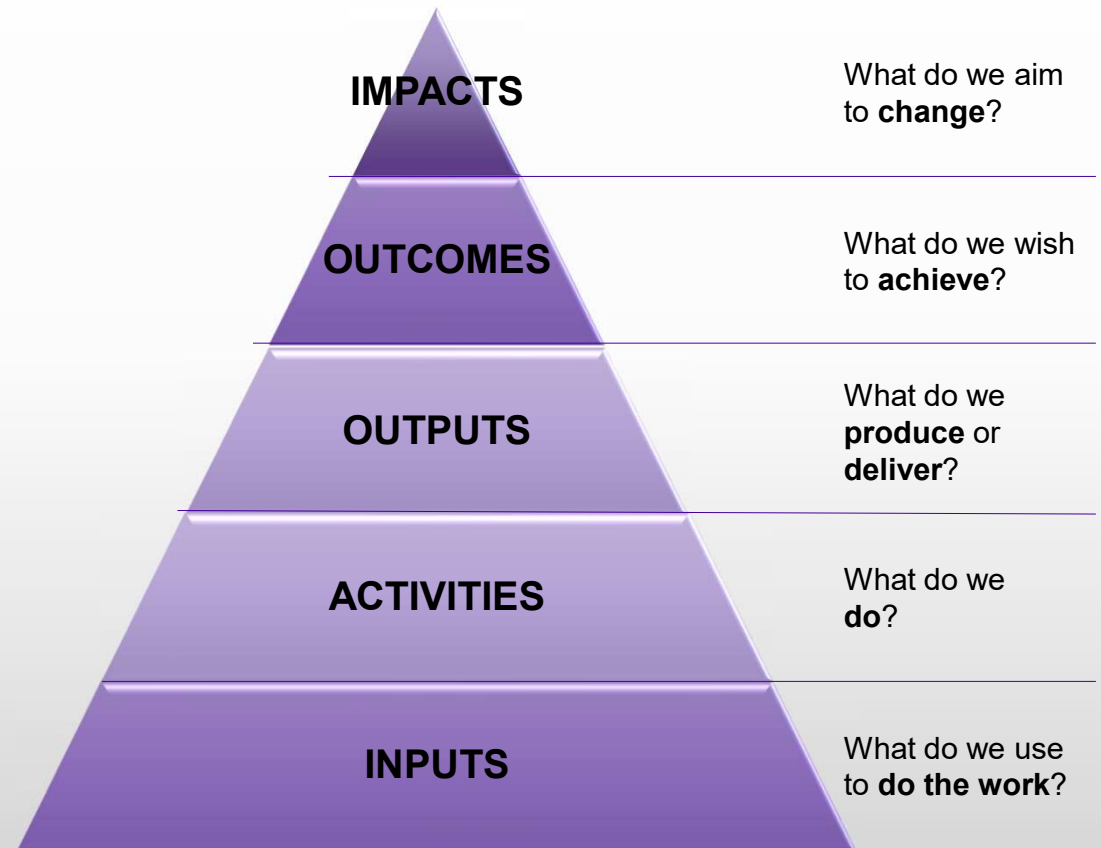 IMPACTS
What do we aim
to change?
OUTCOMES
What do we wish
to achieve?
OUTPUTS
What do we
produce or
deliver?
ACTIVITIES
What do we
do?
INPUTS
What do we use
to do the work?